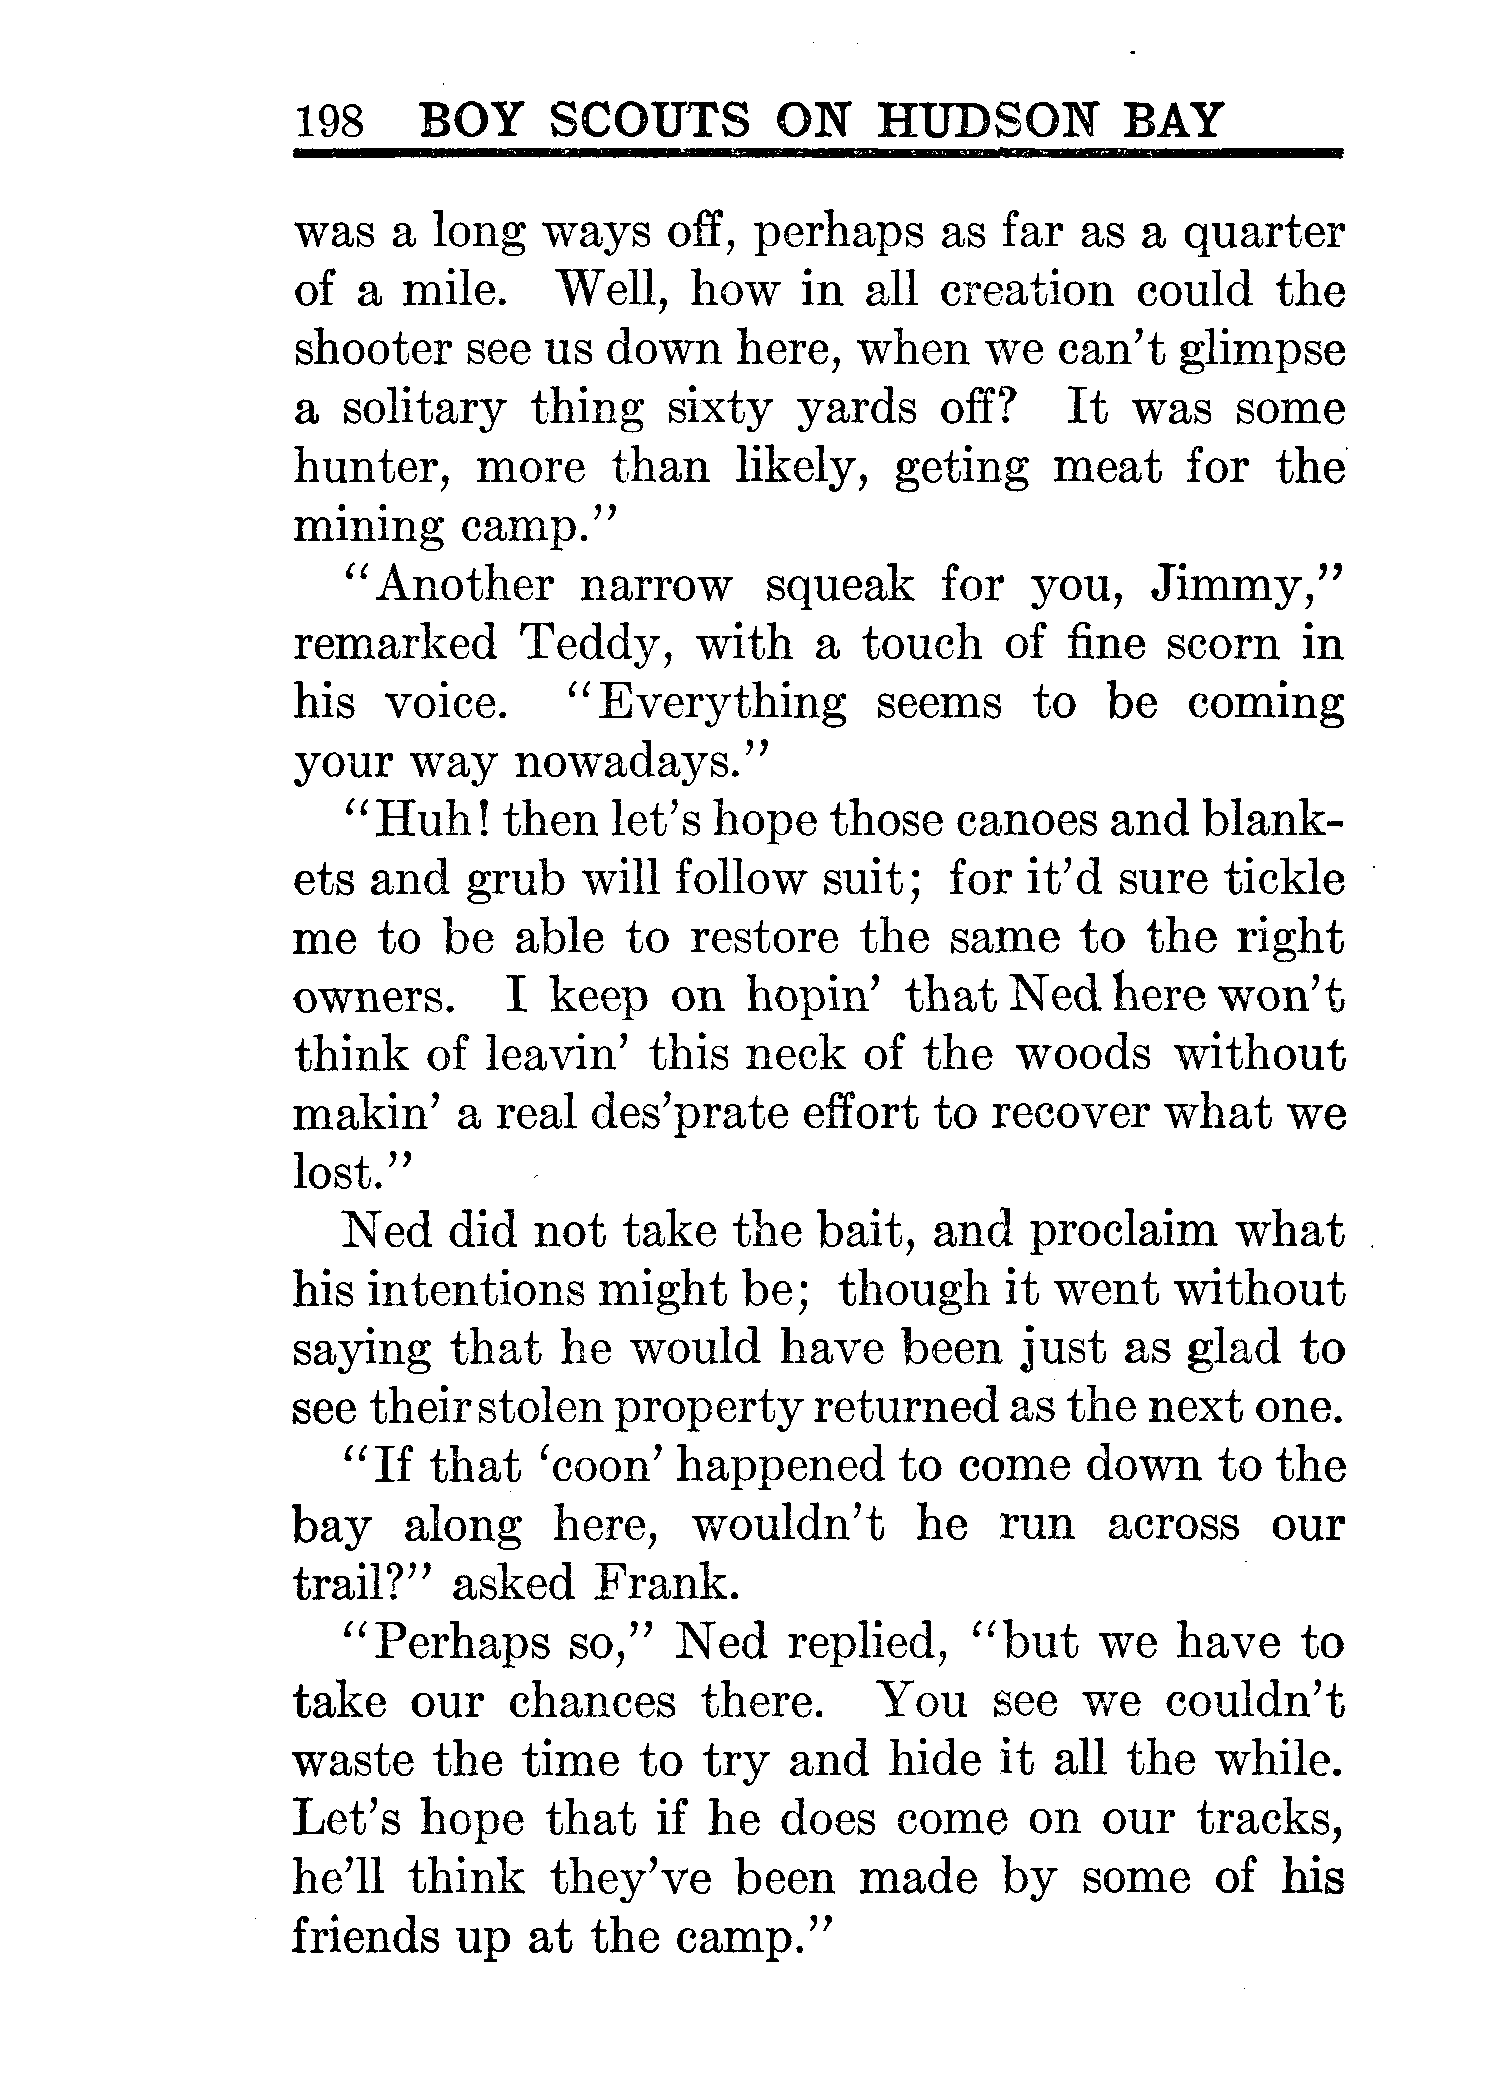 198 BOY SCOUTS ON HUDSON BAY
was a long ways off, perhaps as far as a quarter
of a mile. Well, how in all creation could the
shooter see us down here, when we can't glimpse
a solitary thing sixty yards off? It was some
hunter, more than likely, geting meat for the
mining camp."
"Another narrow squeak for you, Jimmy,"
remarked Teddy, with a touch of fine scorn in
his voice. "Everything seems to be coming
your way nowadays."
"Huh! then let's hope those canoes and blank-
ets and grub will follow suit; for it'd sure tickle
me to be able to restore the same to the right
owners. I keep on hopin' that Ned here won't
think of leavin' this neck of the woods without
makin' a real des'prate effort to recover what we
lost."
Ned did not take the bait, and proclaim what
his intentions might be; though it went without
saying that he would have been just as glad to
see their stolen property returned as the next one.
"If that 'coon' happened to come down to the
bay along here, wouldn't he run across our
trail?" asked Frank.
"Perhaps so," Ned replied, "but we have to
take our chances there. You see we couldn't
waste the time to try and hide it all the while.
Let's hope that if he does come on our tracks,
he'll think they've been made by some of his
friends up at the camp."